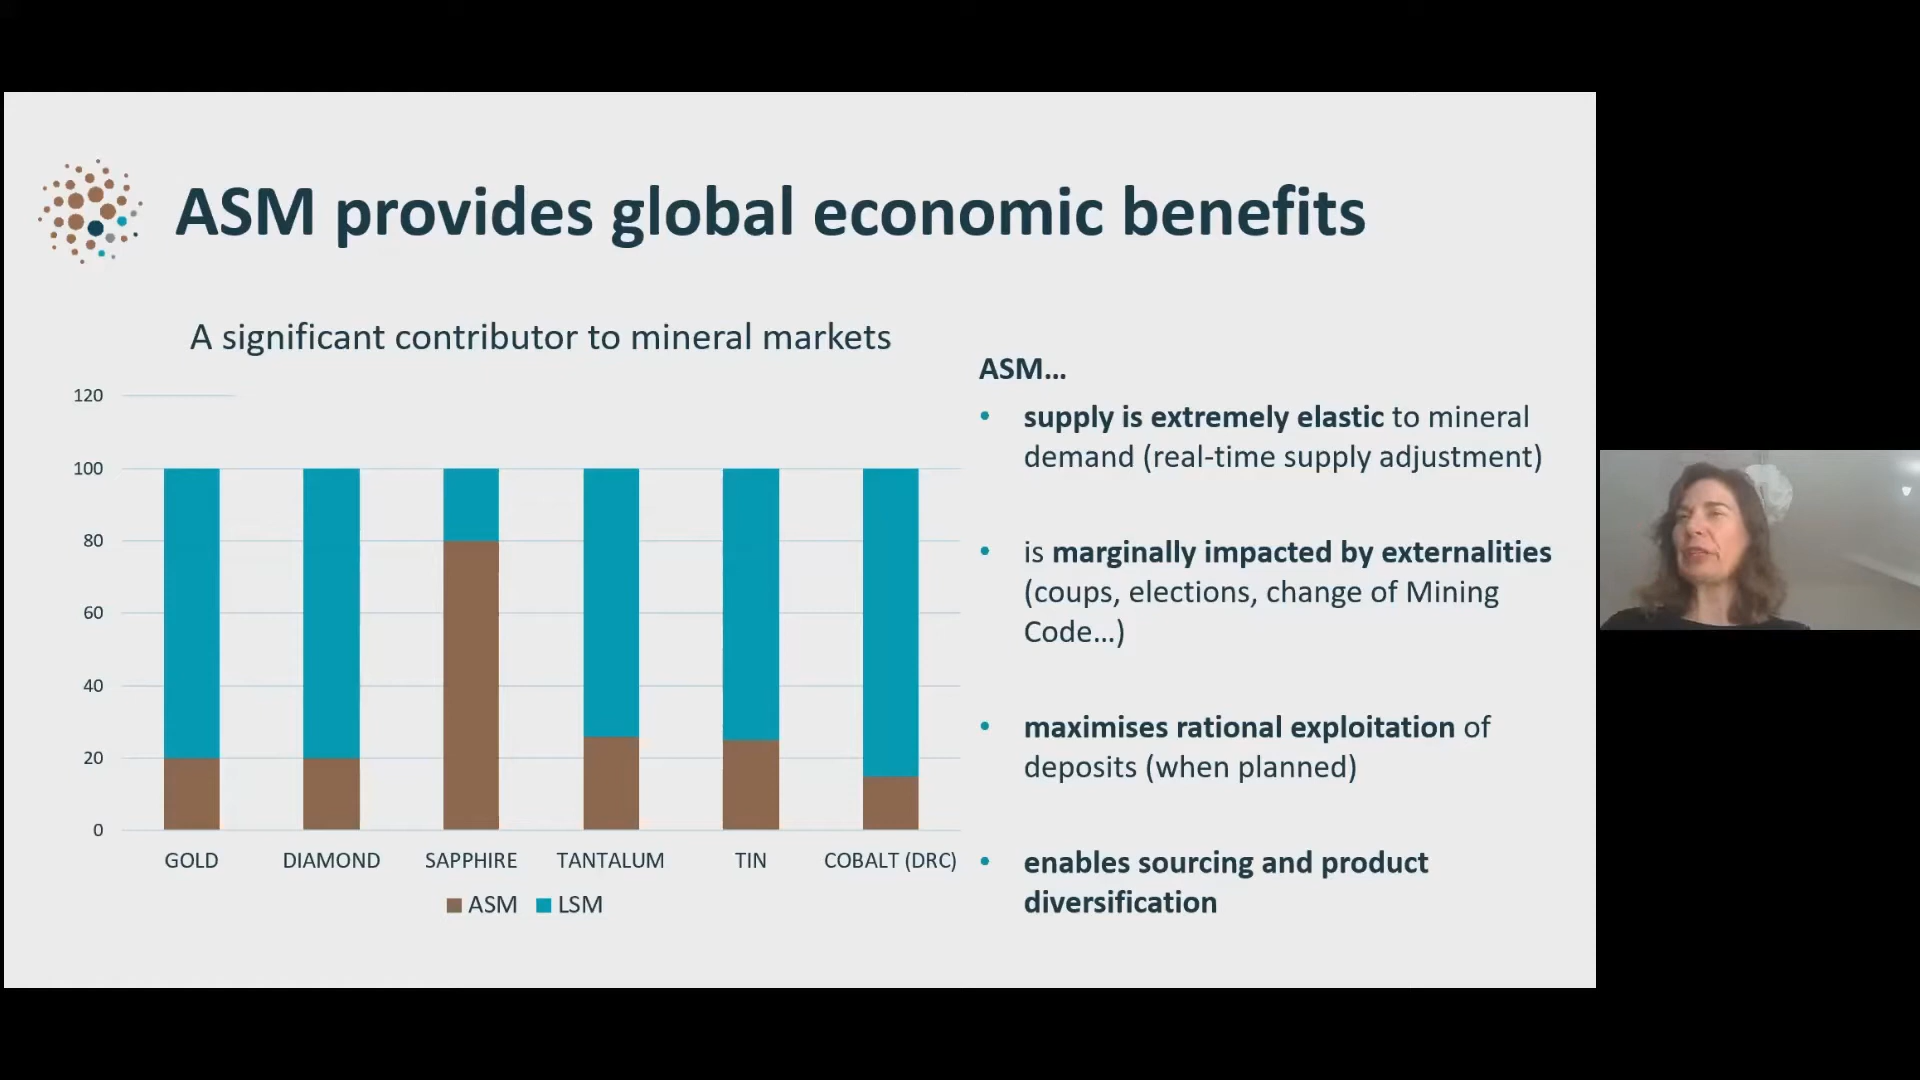 ASM provides global economic benefits
A significant contributor to mineral markets
120
100
80
60
40
20
0
GOLD DIAMOND SAPPHIRE TANTALUM TIN COBALT (DRC)
ASM LSM
ASM...
• supply is extremely elastic to mineral
demand (real-time supply adjustment)
• is marginally impacted by externalities
(coups, elections, change of Mining
Code...)
• maximises rational exploitation of
deposits (when planned)
• enables sourcing and product
diversification